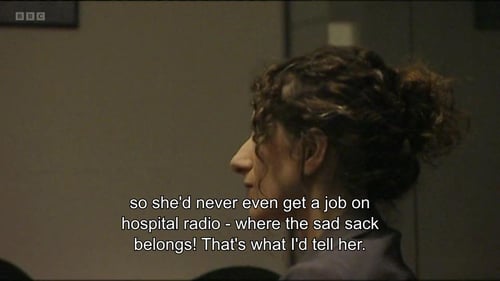 BBC
so she'd never even get a job on
hospital radio - where the sad sack
belongs! That's what I'd tell her.